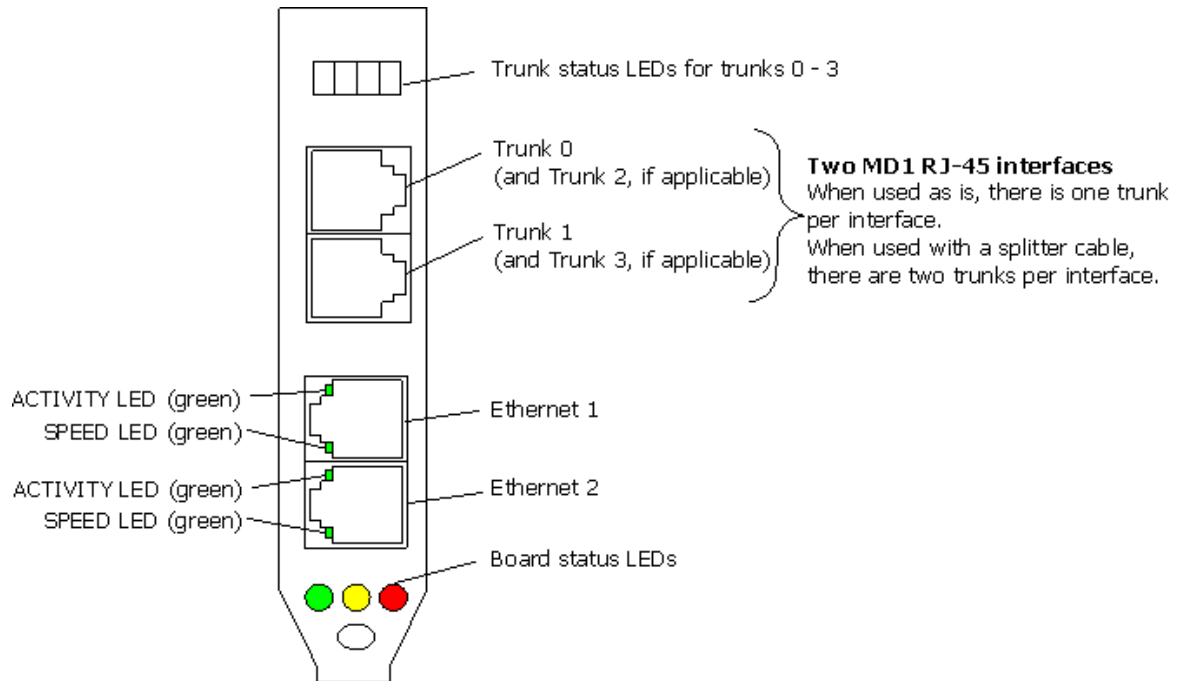 Trunk status LEDs for trunks 0 - 3
Trunk 0
(and Trunk 2, if applicable)
Trunk 1
(and Trunk 3, if applicable)
Two MD1 RJ-45 interfaces
When used as is, there is one trunk
per interface.
When used with a splitter cable,
there are two trunks per interface.
ACTIVITY LED (green)
SPEED LED (green)
Ethernet 1
ACTIVITY LED (green)
SPEED LED (green)
Ethernet 2
Board status LEDs